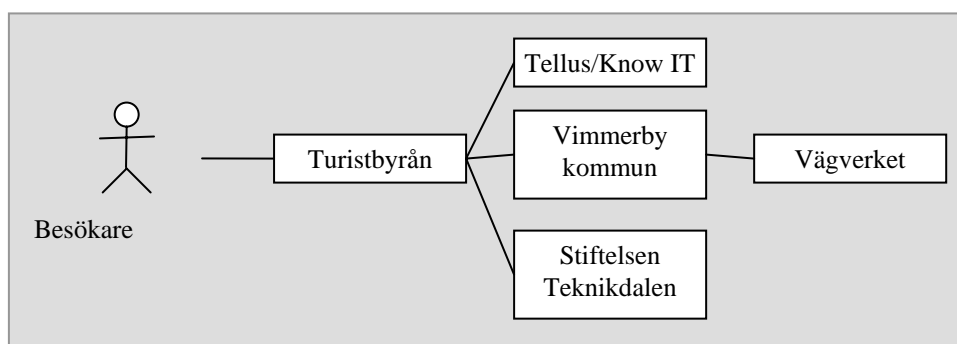 Tellus/Know IT
Turistbyrån
Vimmerby
kommun
Vägverket
Besökare
Stiftelsen
Teknikdalen